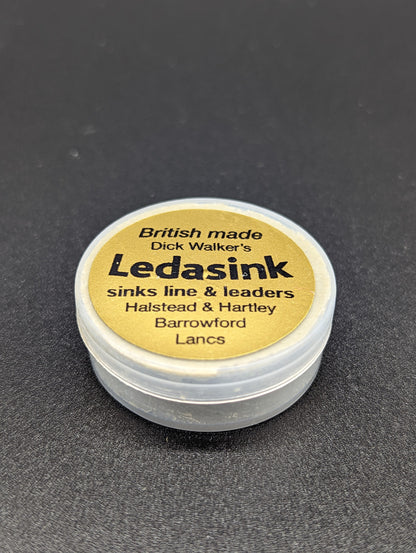 British made
Dick Walker's
Ledasink
sinks line & leaders
Halstead & Hartley
Barrowford
Lancs